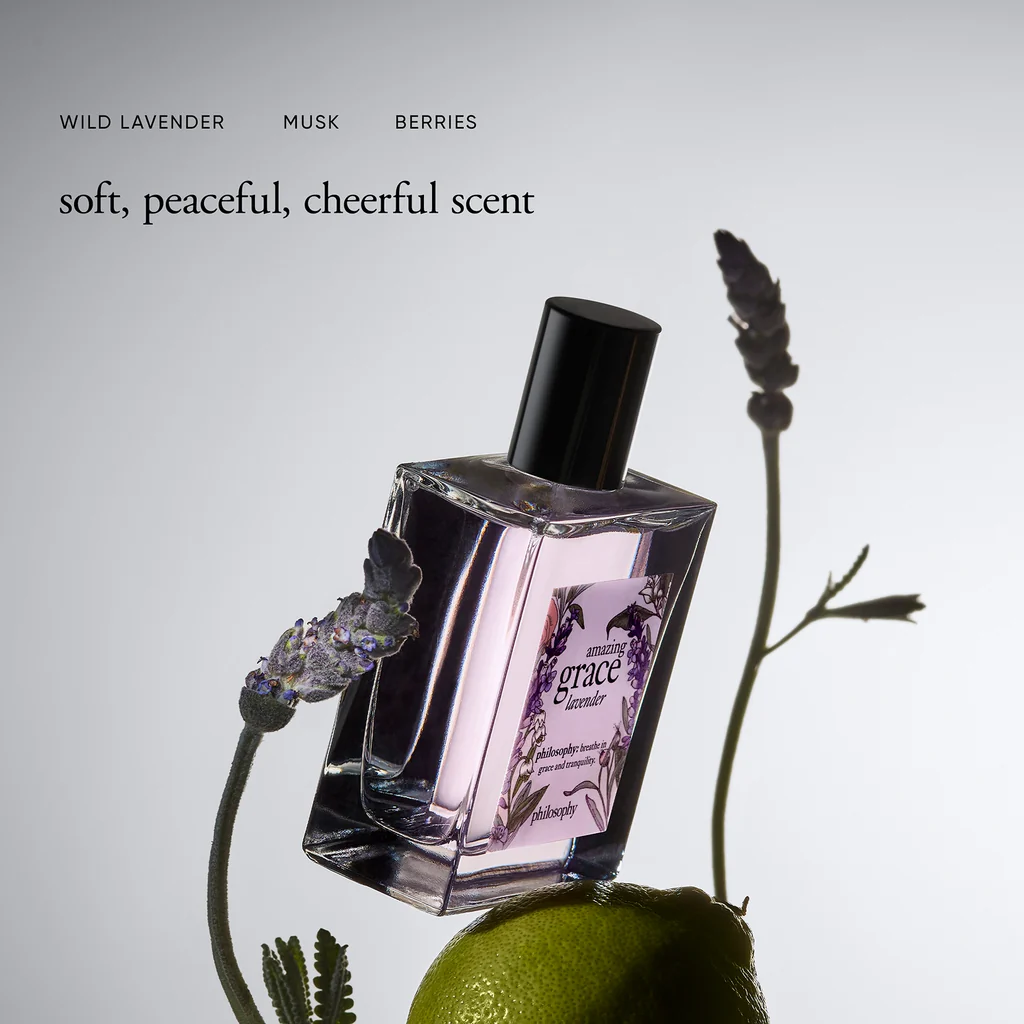 WILD LAVENDER MUSK BERRIES
soft, peaceful, cheerful scent
amazing
grace
lavender
philosophy: breathe in
grace and tranquility.
philosophy